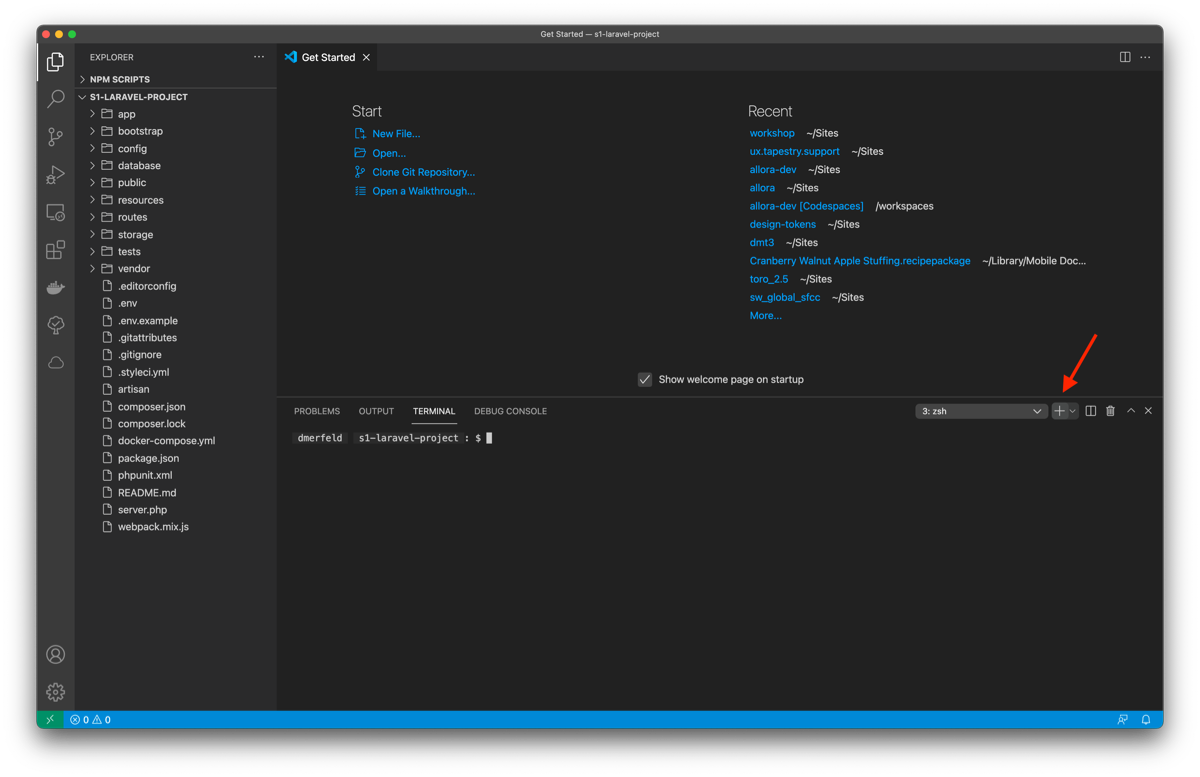 Get Started — s1-laravel-project
EXPLORER
NPM SCRIPTS
S1-LARAVEL-PROJECT
app
bootstrap
config
database
public
resources
routes
storage
tests
vendor
.editorconfig
.env
.env.example
.gitattributes
.gitignore
.styleci.yml
artisan
composer.json
composer.lock
docker-compose.yml
package.json
phpunit.xml
README.md
server.php
webpack.mix.js
Get Started
Start
New File...
Open...
Clone Git Repository...
Open a Walkthrough...
Recent
workshop ~/Sites
ux.tapestry.support ~/Sites
allora-dev ~/Sites
allora ~/Sites
allora-dev [Codespaces] /workspaces
design-tokens ~/Sites
dmt3 ~/Sites
Cranberry Walnut Apple Stuffing.recipepackage ~/Library/Mobile Doc...
toro_2.5 ~/Sites
sw_global_sfcc ~/Sites
More...
Show welcome page on startup
PROBLEMS OUTPUT TERMINAL DEBUG CONSOLE 3: zsh
dmerfeld s1-laravel-project : $
0 0